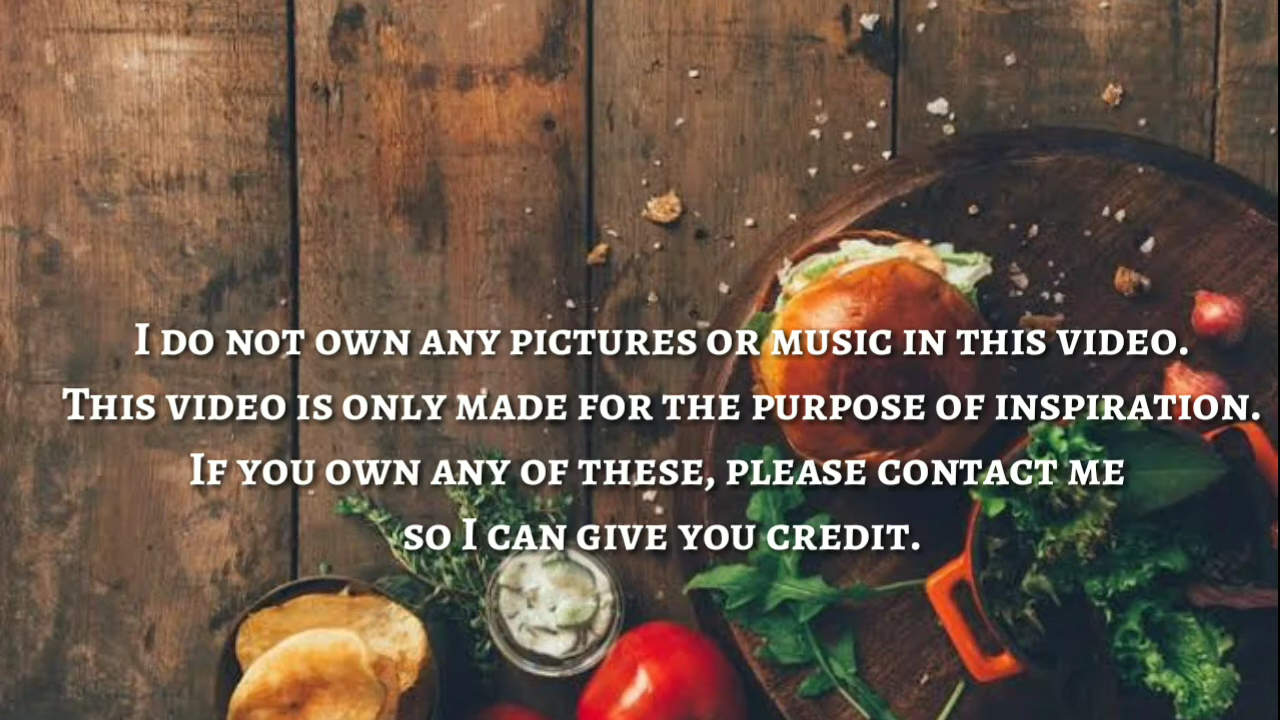 I do not own any pictures or music in this video.
This video is only made for the purpose of inspiration.
If you own any of these, please contact me
so I can give you credit.